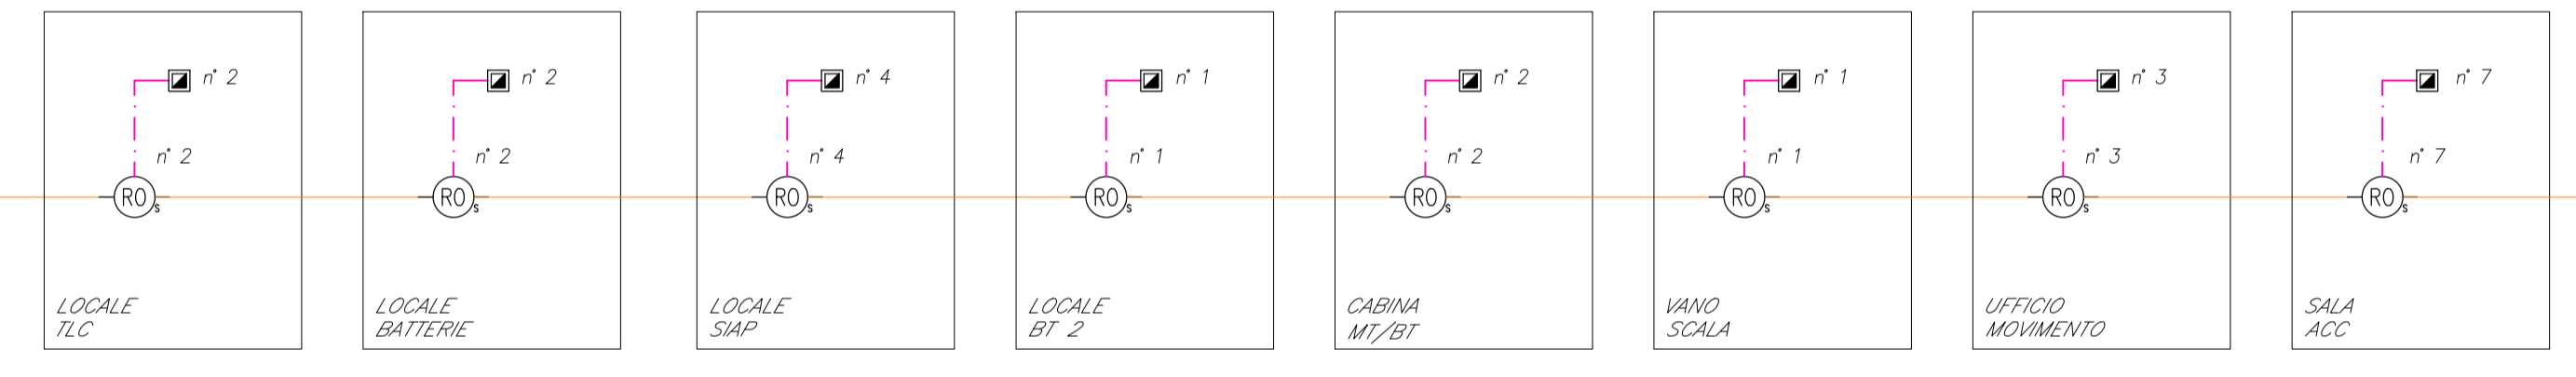 n° 2
n° 2
RO
s
LOCALE
TLC
n° 2
n° 2
RO
s
LOCALE
BATTERIE
n° 4
n° 4
RO
s
LOCALE
SIAP
n° 1
n° 1
RO
s
LOCALE
BT 2
n° 2
n° 2
RO
s
CABINA
MT/BT
n° 1
n° 1
RO
s
VANO
SCALA
n° 3
n° 3
RO
s
UFFICIO
MOVIMENTO
n° 7
n° 7
RO
s
SALA
ACC